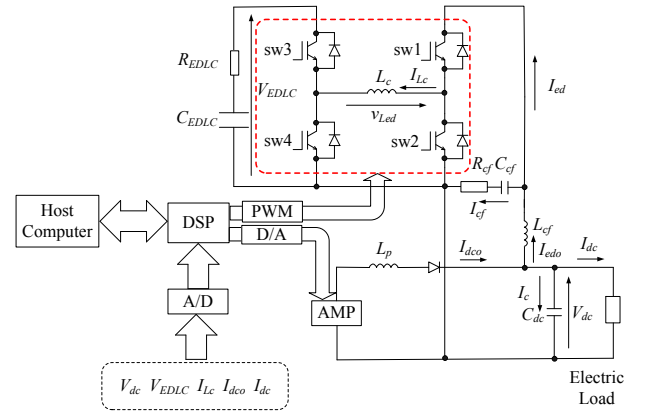 sw3
sw1
R_EDLC
L_c
I_Lc
V_EDLC
I_ed
C_EDLC
v_Led
sw4
sw2
R_cf C_cf
I_cf
Host
Computer
DSP
PWM
D/A
L_cf
L_p
I_dco
I_edo
I_dc
A/D
AMP
I_c
C_dc
V_dc
V_dc V_EDLC I_Lc I_dco I_dc
Electric
Load